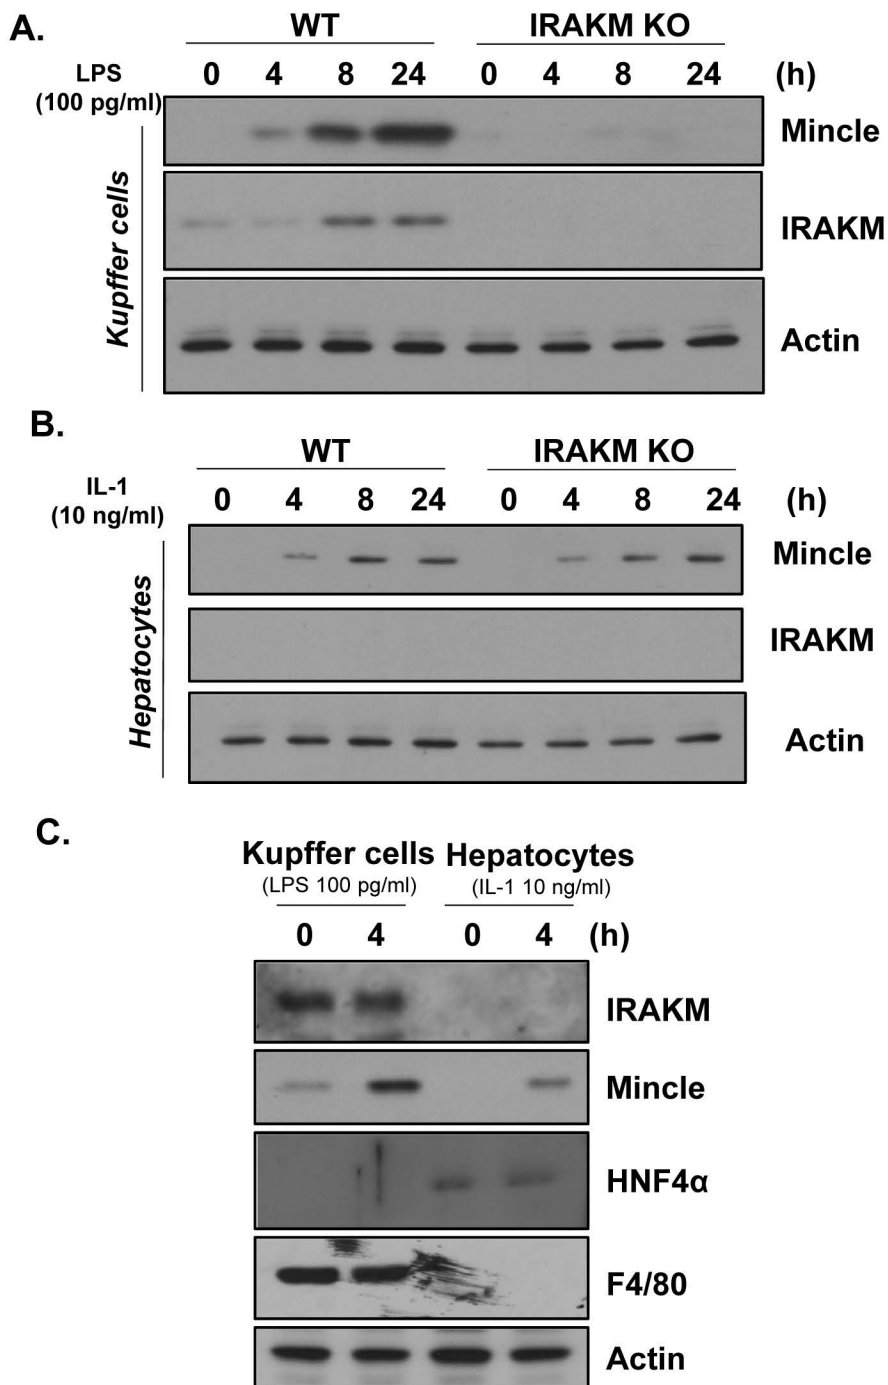 A.
WT IRAKM KO
LPS
(100 pg/ml)
0 4 8 24 0 4 8 24 (h)
Kupffer cells
Mincle
IRAKM
Actin
B.
WT IRAKM KO
IL-1
(10 ng/ml)
0 4 8 24 0 4 8 24 (h)
Hepatocytes
Mincle
IRAKM
Actin
C.
Kupffer cells Hepatocytes
(LPS 100 pg/ml) (IL-1 10 ng/ml)
0 4 0 4 (h)
IRAKM
Mincle
HNF4α
F4/80
Actin